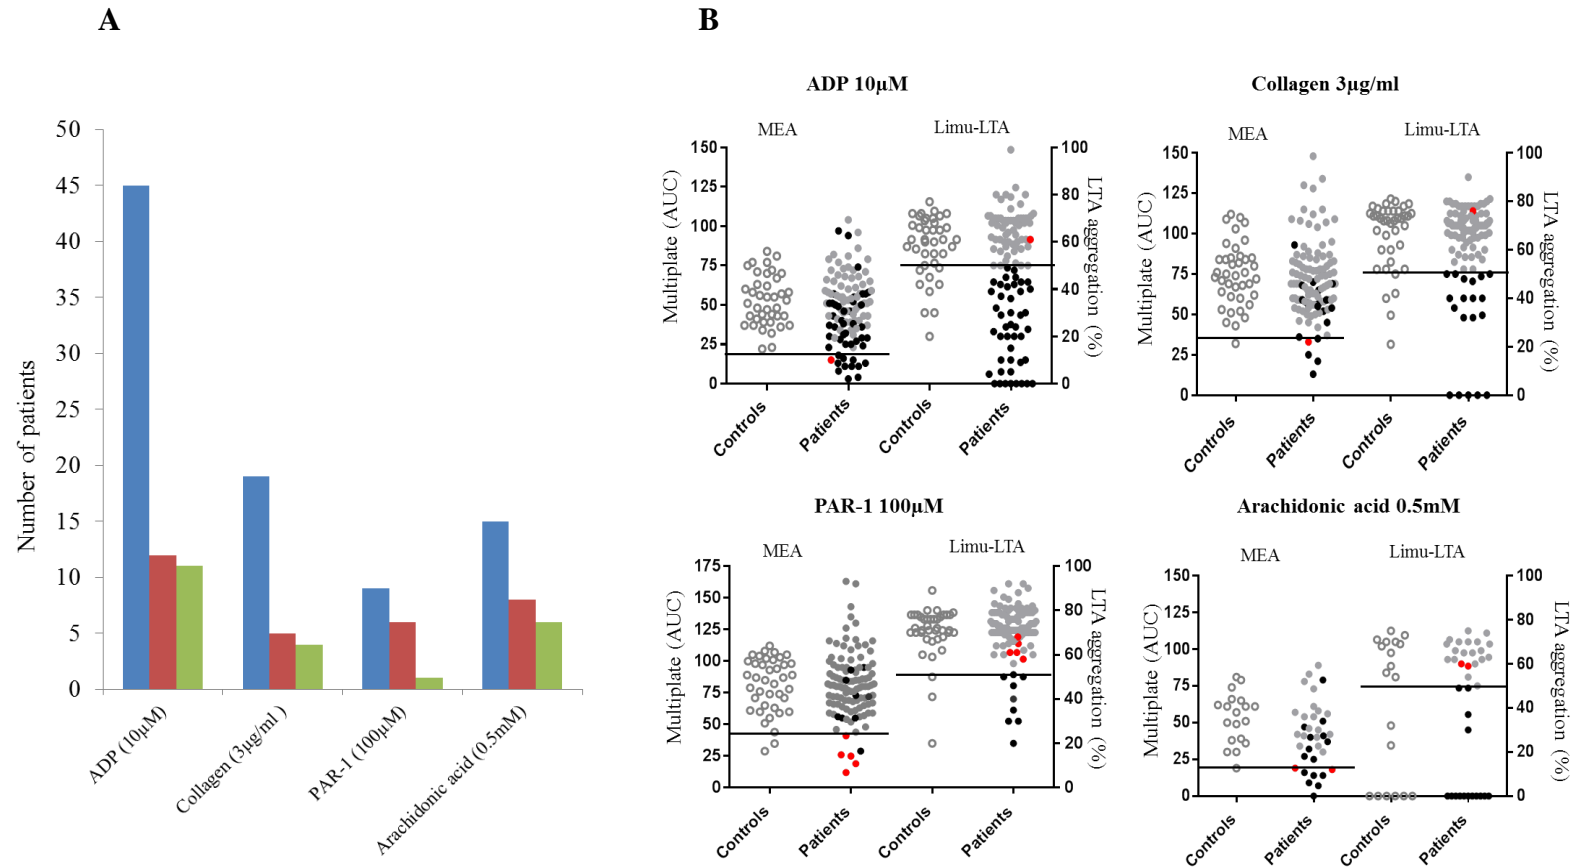 A
B
50
45
40
35
30
25
20
15
10
5
0
Number of patients
ADP (10µM)
Collagen (3µg/ml )
PAR-1 (100µM)
Arachidonic acid (0.5mM)
ADP 10µM
MEA
Limu-LTA
150
125
100
75
50
25
0
Multiplate (AUC)
100
80
60
40
20
0
LTA aggregation (%)
Controls
Patients
Controls
Patients
Collagen 3µg/ml
MEA
Limu-LTA
150
125
100
75
50
25
0
Multiplate (AUC)
100
80
60
40
20
0
LTA aggregation (%)
Controls
Patients
Controls
Patients
PAR-1 100µM
MEA
Limu-LTA
175
150
125
100
75
50
25
0
Multiplate (AUC)
100
80
60
40
20
0
LTA aggregation (%)
Controls
Patients
Controls
Patients
Arachidonic acid 0.5mM
MEA
Limu-LTA
150
125
100
75
50
25
0
Multiplate (AUC)
100
80
60
40
20
0
LTA aggregation (%)
Controls
Patients
Controls
Patients